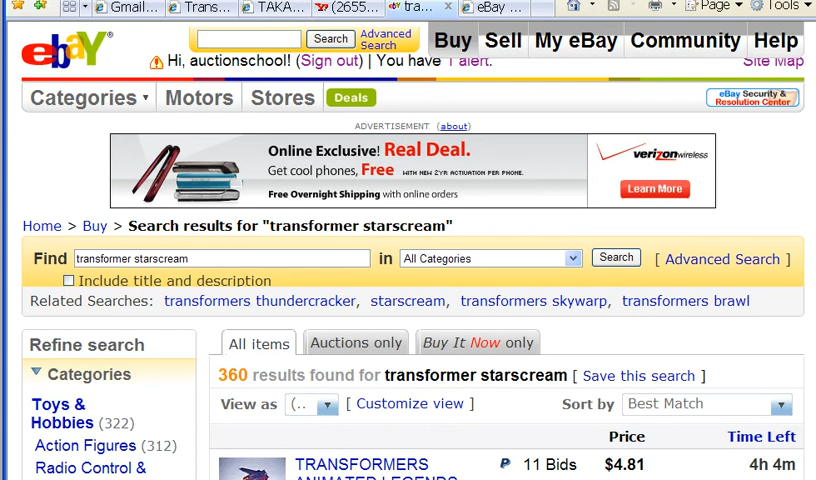 Gmail... Trans... TAKA... (2655... tra... eBay ... Page Tools
ebay® Search Advanced Search Buy Sell My eBay Community Help
Hi, auctionschool! (Sign out) | You have 1 alert. Site Map
Categories Motors Stores Deals eBay Security & Resolution Center
ADVERTISEMENT (about)
Online Exclusive! Real Deal.
Get cool phones, Free WITH NEW 2YR ACTIVATION PER PHONE.
Free Overnight Shipping with online orders
verizonwireless
Learn More
Home > Buy > Search results for "transformer starscream"
Find transformer starscream in All Categories Search [ Advanced Search ]
Include title and description
Related Searches: transformers thundercracker, starscream, transformers skywarp, transformers brawl
Refine search
Categories
Toys &
Hobbies (322)
Action Figures (312)
Radio Control &
All items Auctions only Buy It Now only
360 results found for transformer starscream [ Save this search ]
View as (.. [ Customize view ] Sort by Best Match
Price Time Left
TRANSFORMERS P 11 Bids $4.81 4h 4m
ANIMATED LEGENDS